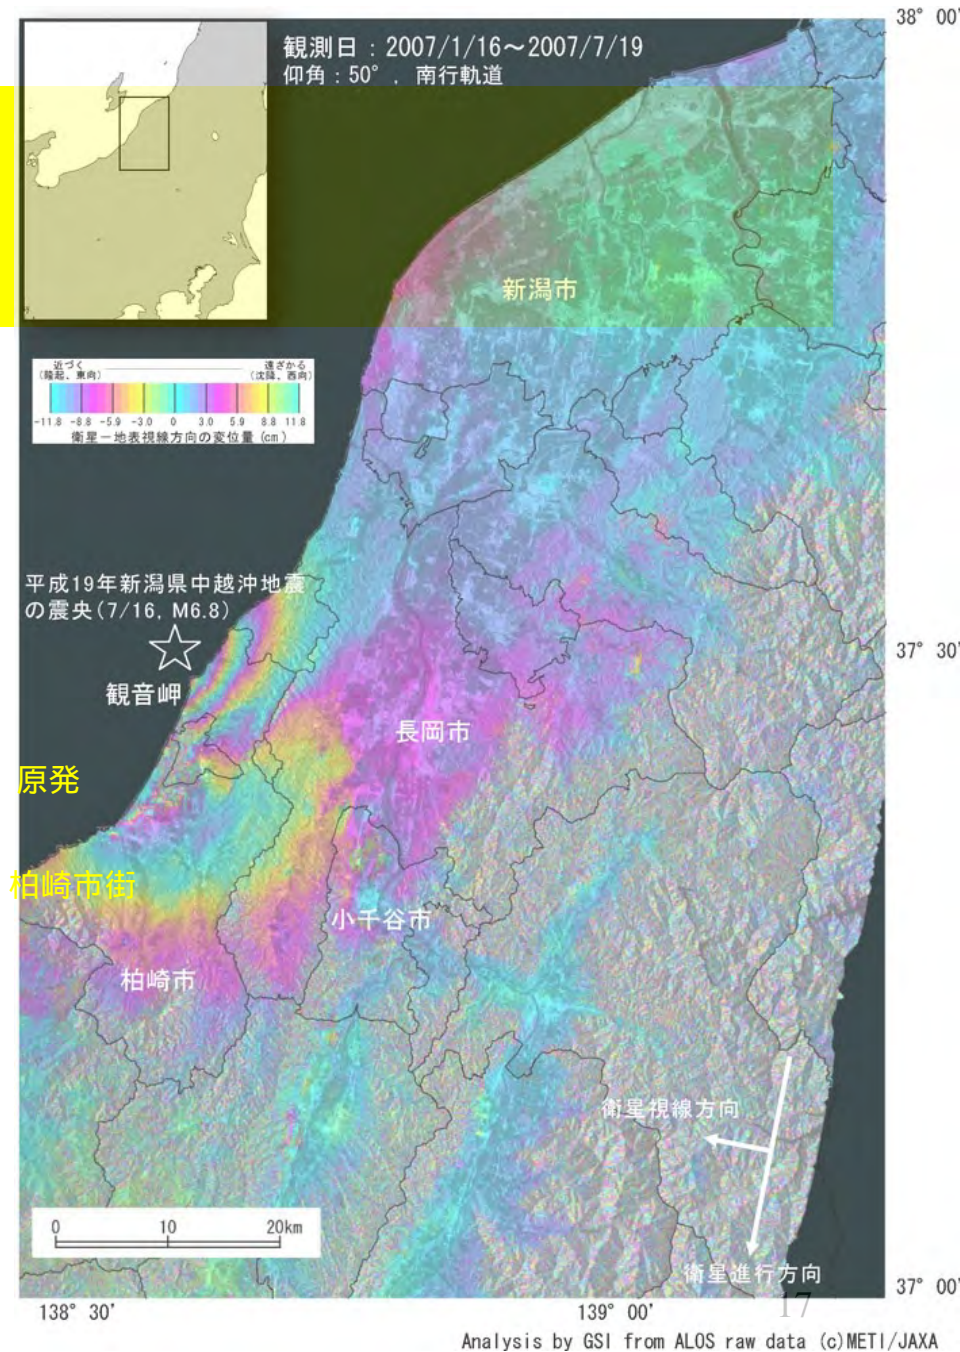 38° 00'
観測日：2007/1/16～2007/7/19
仰角：50°，南行軌道
新潟市
近づく
(隆起、東向)
遠ざかる
(沈降、西向)
-11.8 -8.8 -5.9 -3.0 0 3.0 5.9 8.8 11.8
衛星－地表視線方向の変位量(cm)
平成19年新潟県中越沖地震
の震央(7/16, M6.8)
37° 30'
観音岬
長岡市
原発
柏崎市街
小千谷市
柏崎市
衛星視線方向
0 10 20km
衛星進行方向
37° 00'
138° 30'
139° 00'
17
Analysis by GSI from ALOS raw data (c)METI/JAXA